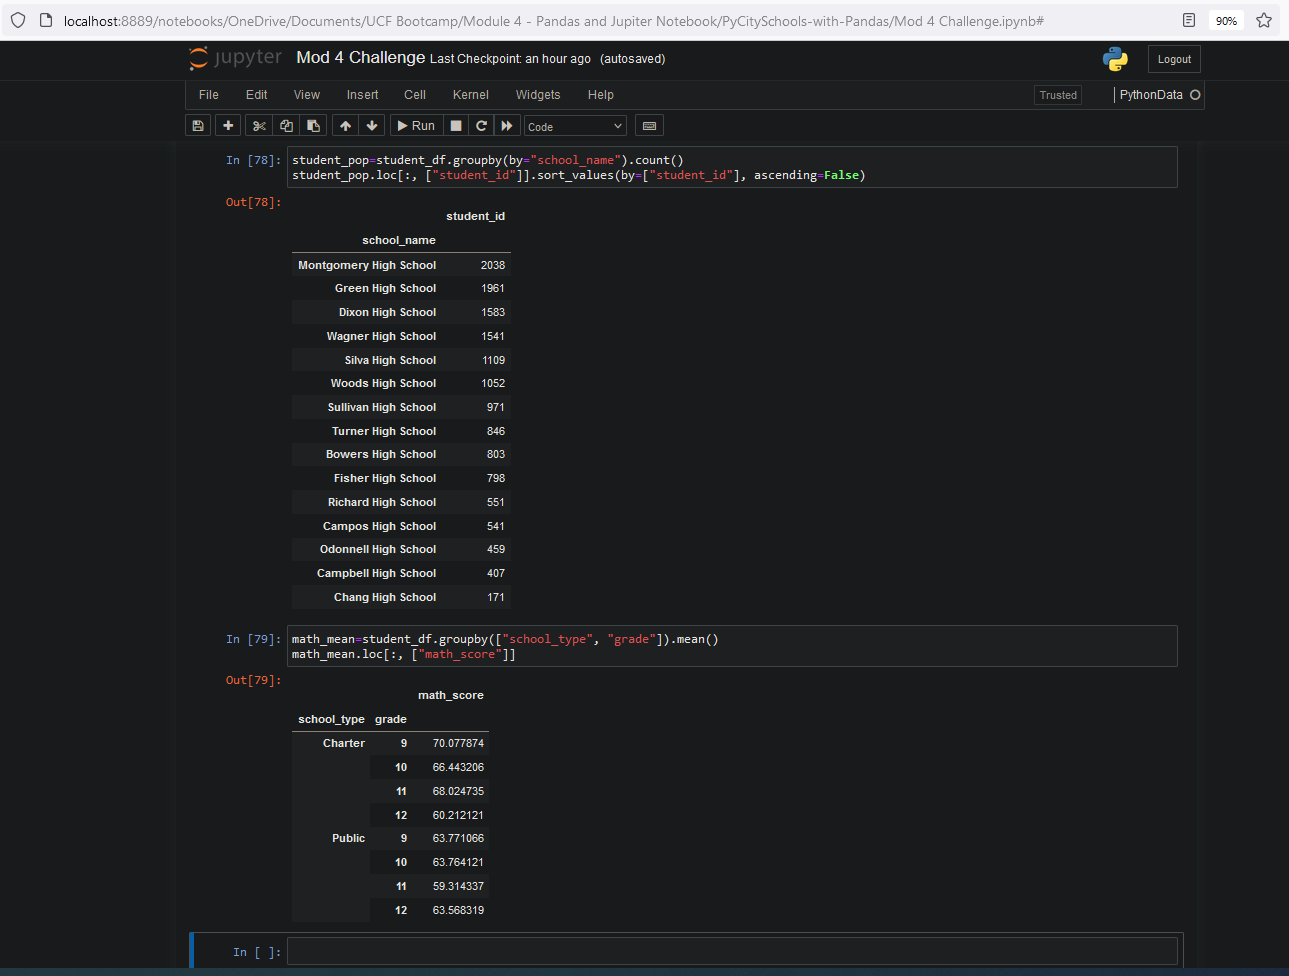 localhost:8889/notebooks/OneDrive/Documents/UCF Bootcamp/Module 4 - Pandas and Jupiter Notebook/PyCitySchools-with-Pandas/Mod 4 Challenge.ipynb# 90%
jupyter Mod 4 Challenge Last Checkpoint: an hour ago (autosaved) Logout
File Edit View Insert Cell Kernel Widgets Help Trusted PythonData
Run Code
In [78]: student_pop=student_df.groupby(by="school_name").count()
student_pop.loc[:, ["student_id"]].sort_values(by=["student_id"], ascending=False)
Out[78]:
student_id
school_name
Montgomery High School 2038
Green High School 1961
Dixon High School 1583
Wagner High School 1541
Silva High School 1109
Woods High School 1052
Sullivan High School 971
Turner High School 846
Bowers High School 803
Fisher High School 798
Richard High School 551
Campos High School 541
Odonnell High School 459
Campbell High School 407
Chang High School 171
In [79]: math_mean=student_df.groupby(["school_type", "grade"]).mean()
math_mean.loc[:, ["math_score"]]
Out[79]:
math_score
school_type grade
Charter 9 70.077874
10 66.443206
11 68.024735
12 60.212121
Public 9 63.771066
10 63.764121
11 59.314337
12 63.568319
In [ ]: